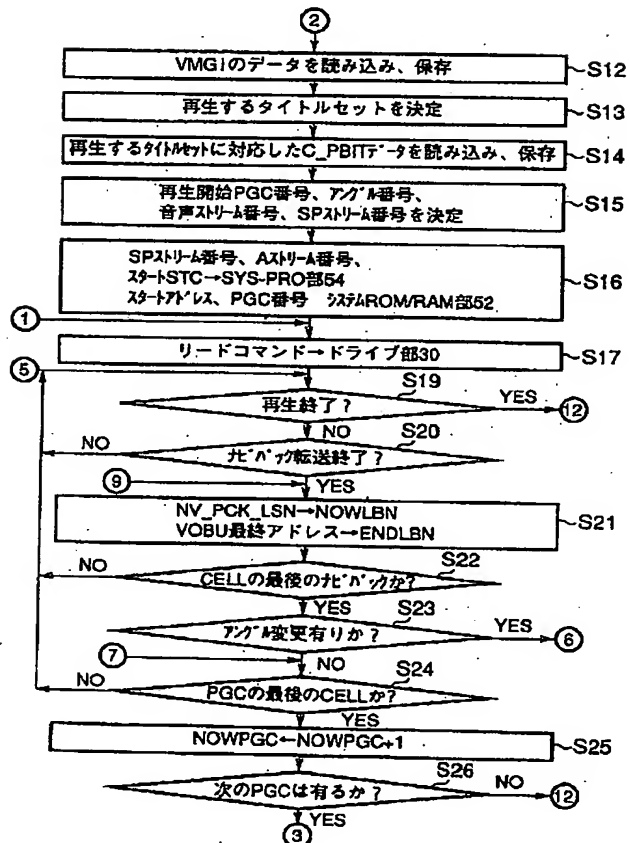 ②
VMGIのデータを読み込み、保存
S12
再生するタイトルセットを決定
S13
再生するタイトルセットに対応したC_PBITデータを読み込み、保存
S14
再生開始PGC番号、アングル番号、
音声ストリーム番号、SPストリーム番号を決定
S15
SPストリーム番号、Aストリーム番号、
スタートSTC→SYS-PRO部54
スタートアドレス、PGC番号 システムROM/RAM部52
S16
①
リードコマンド→ドライブ部30
S17
⑤
S19
再生終了?
YES
⑫
NO
S20
NO
ナビパック転送終了?
⑨
YES
NV_PCK_LSN→NOWLBN
VOBU最終アドレス→ENDLBN
S21
S22
NO
CELLの最後のナビパックか?
YES
S23
アングル変更有りか?
YES
⑥
⑦
NO
S24
NO
PGCの最後のCELLか?
YES
NOWPGC←NOWPGC+1
S25
S26
次のPGCは有るか?
NO
⑫
YES
③